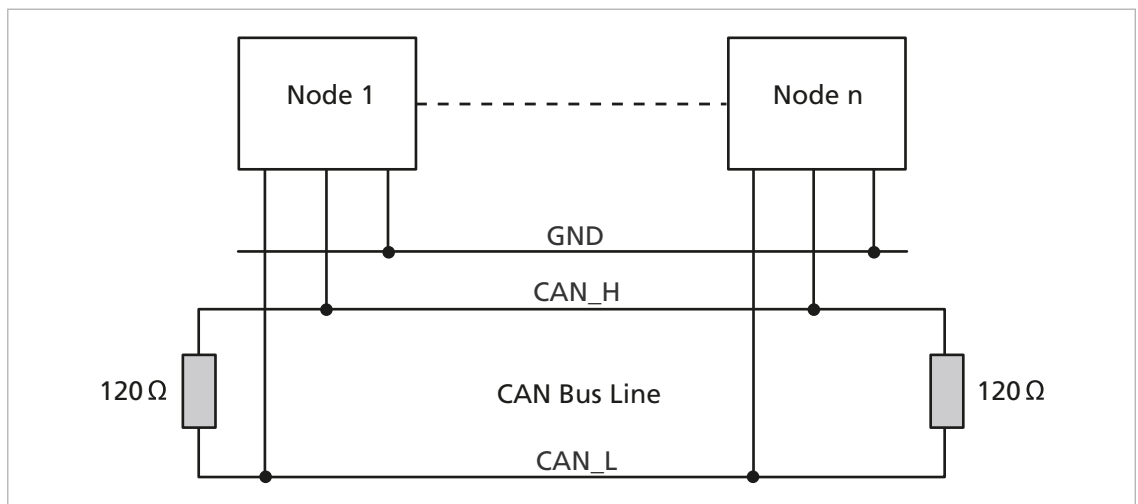 Node 1
Node n
GND
CAN_H
120 Ω
CAN Bus Line
120 Ω
CAN_L